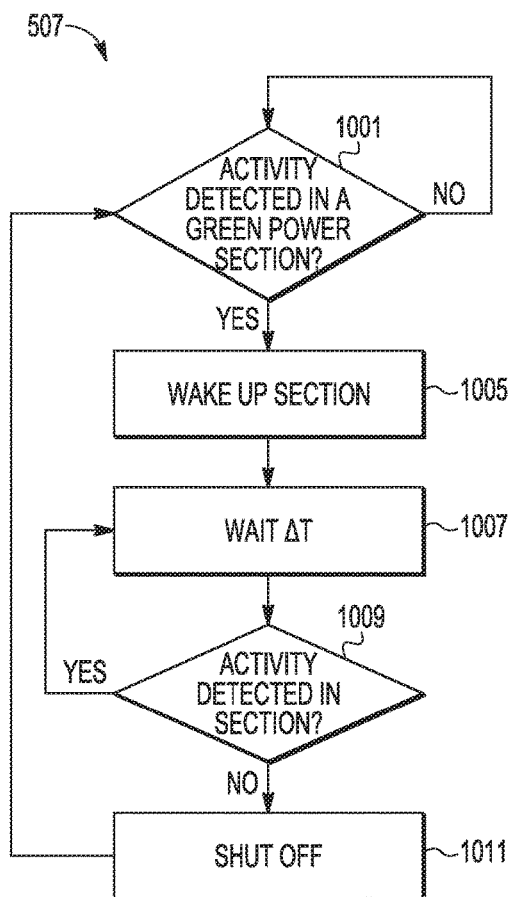 507
1001
ACTIVITY
DETECTED IN A
GREEN POWER
SECTION?
NO
YES
WAKE UP SECTION
1005
WAIT ΔT
1007
1009
ACTIVITY
DETECTED IN
SECTION?
YES
NO
SHUT OFF
1011